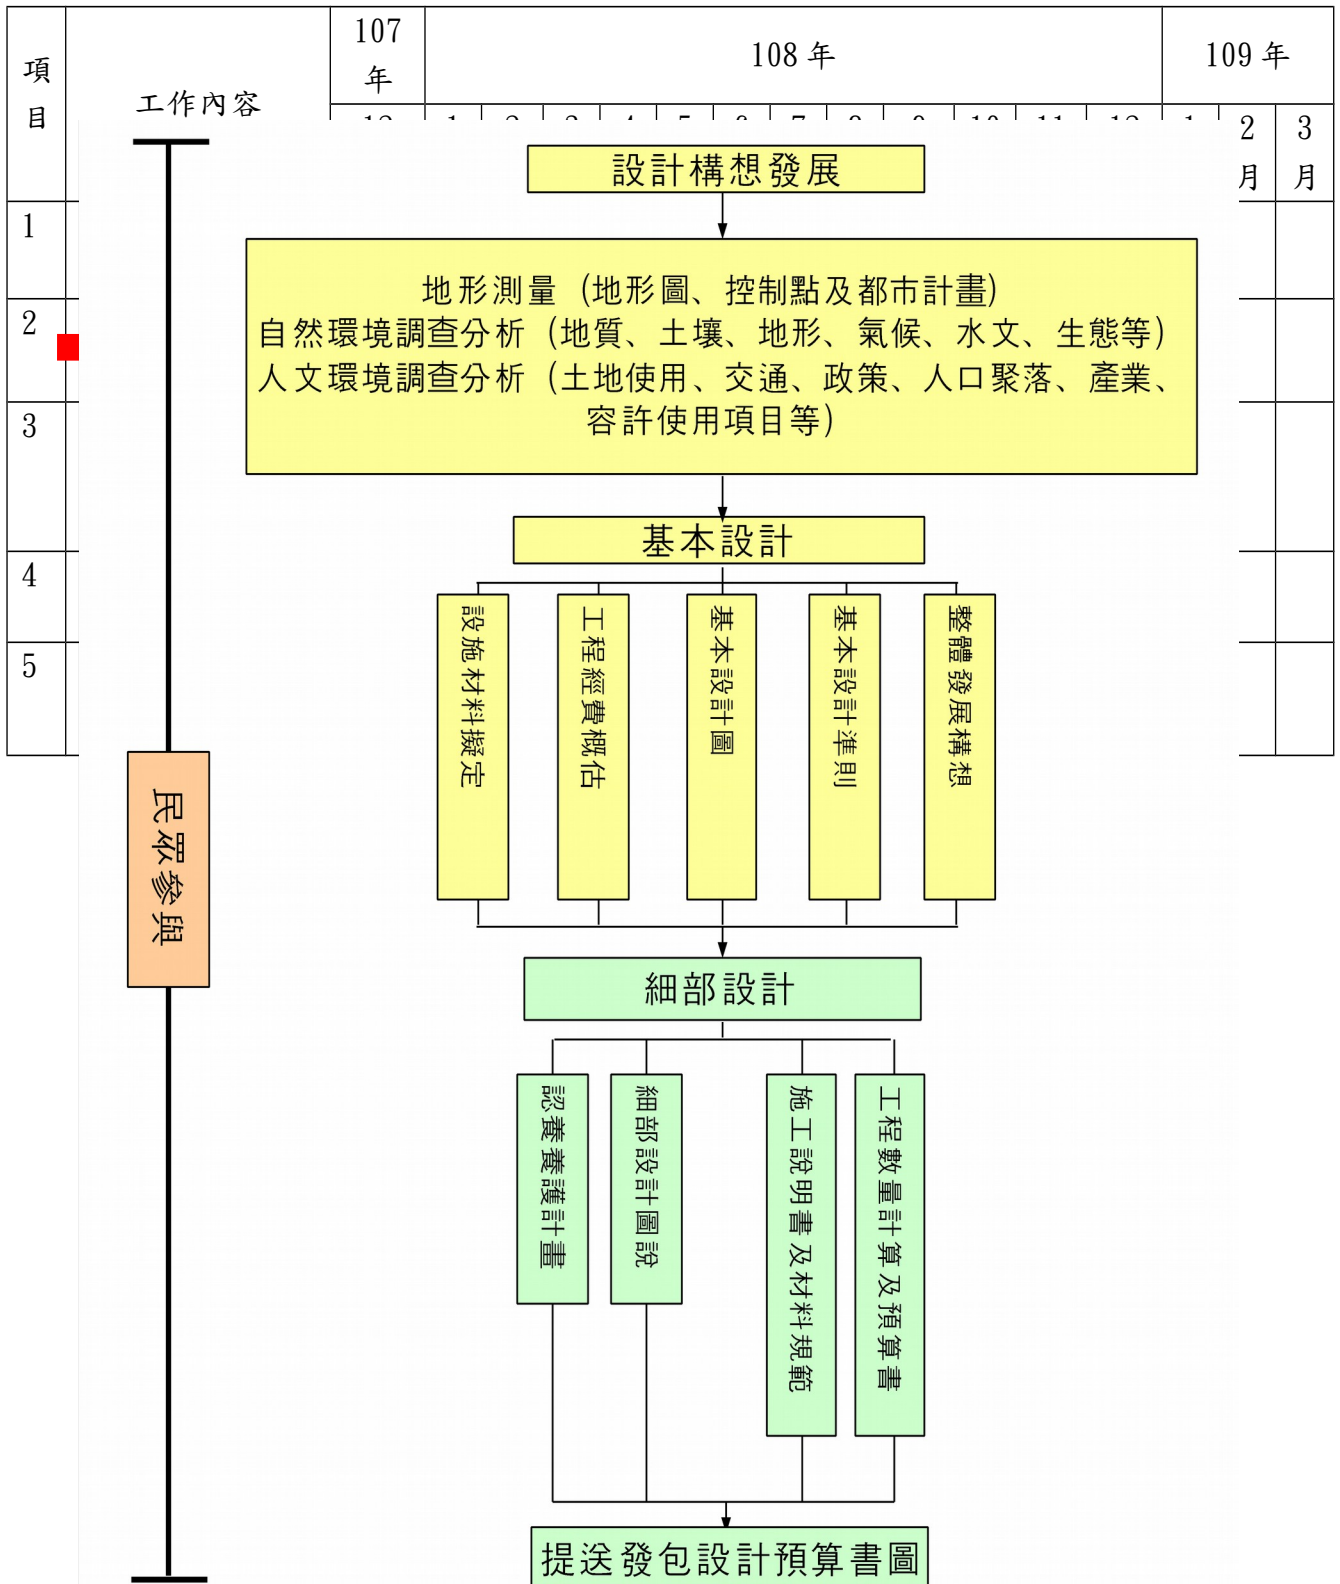 項目
工作內容
107年
108年
109年
2月
3月
1
2
3
4
5
設計構想發展
地形測量（地形圖、控制點及都市計畫）
自然環境調查分析（地質、土壤、地形、氣候、水文、生態等）
人文環境調查分析（土地使用、交通、政策、人口聚落、產業、
容許使用項目等）
基本設計
設施材料擬定
工程經費概估
基本設計圖
基本設計準則
整體發展構想
民眾參與
細部設計
認養養護計畫
細部設計圖說
施工說明書及材料規範
工程數量計算及預算書
提送發包設計預算書圖